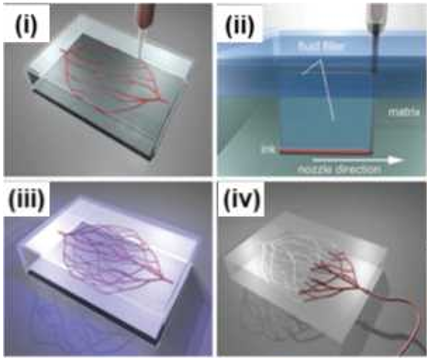 (i)
(ii)
fluid filler
matrix
ink
nozzle direction
(iii)
(iv)